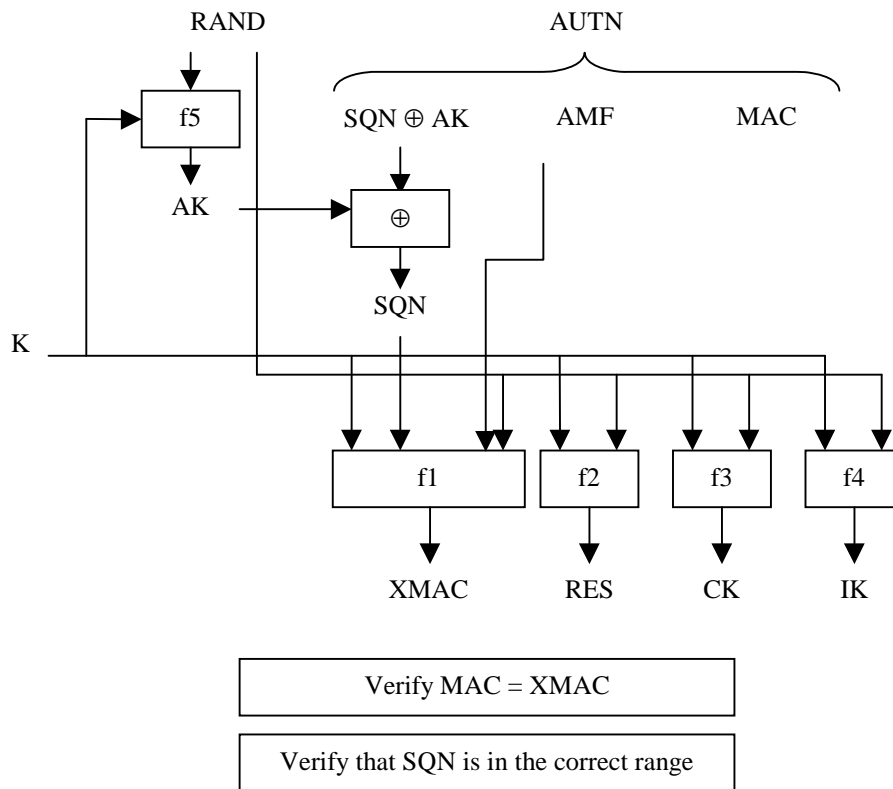 RAND AUTN
f5
SQN ⊕ AK AMF MAC
AK
⊕
SQN
K
f1 f2 f3 f4
XMAC RES CK IK
Verify MAC = XMAC
Verify that SQN is in the correct range